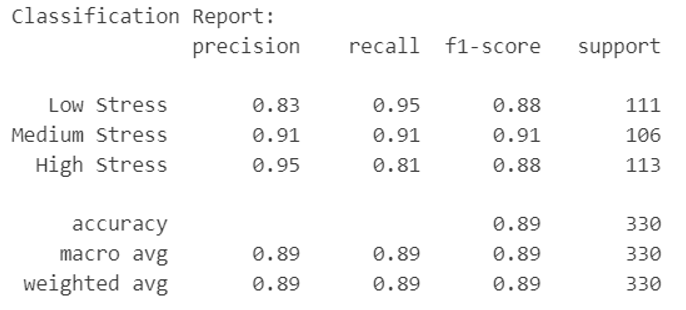 Classification Report:
precision recall f1-score support
Low Stress 0.83 0.95 0.88 111
Medium Stress 0.91 0.91 0.91 106
High Stress 0.95 0.81 0.88 113
accuracy 0.89 330
macro avg 0.89 0.89 0.89 330
weighted avg 0.89 0.89 0.89 330